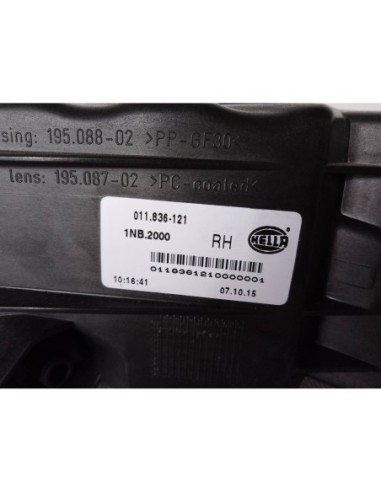 sing: 195.088-02 >PP-GF30<
lens: 195.087-02 >PC-coated<
011.836-121
1NB.2000 RH HELLA
0118361210000001
10:16:41 07.10.15